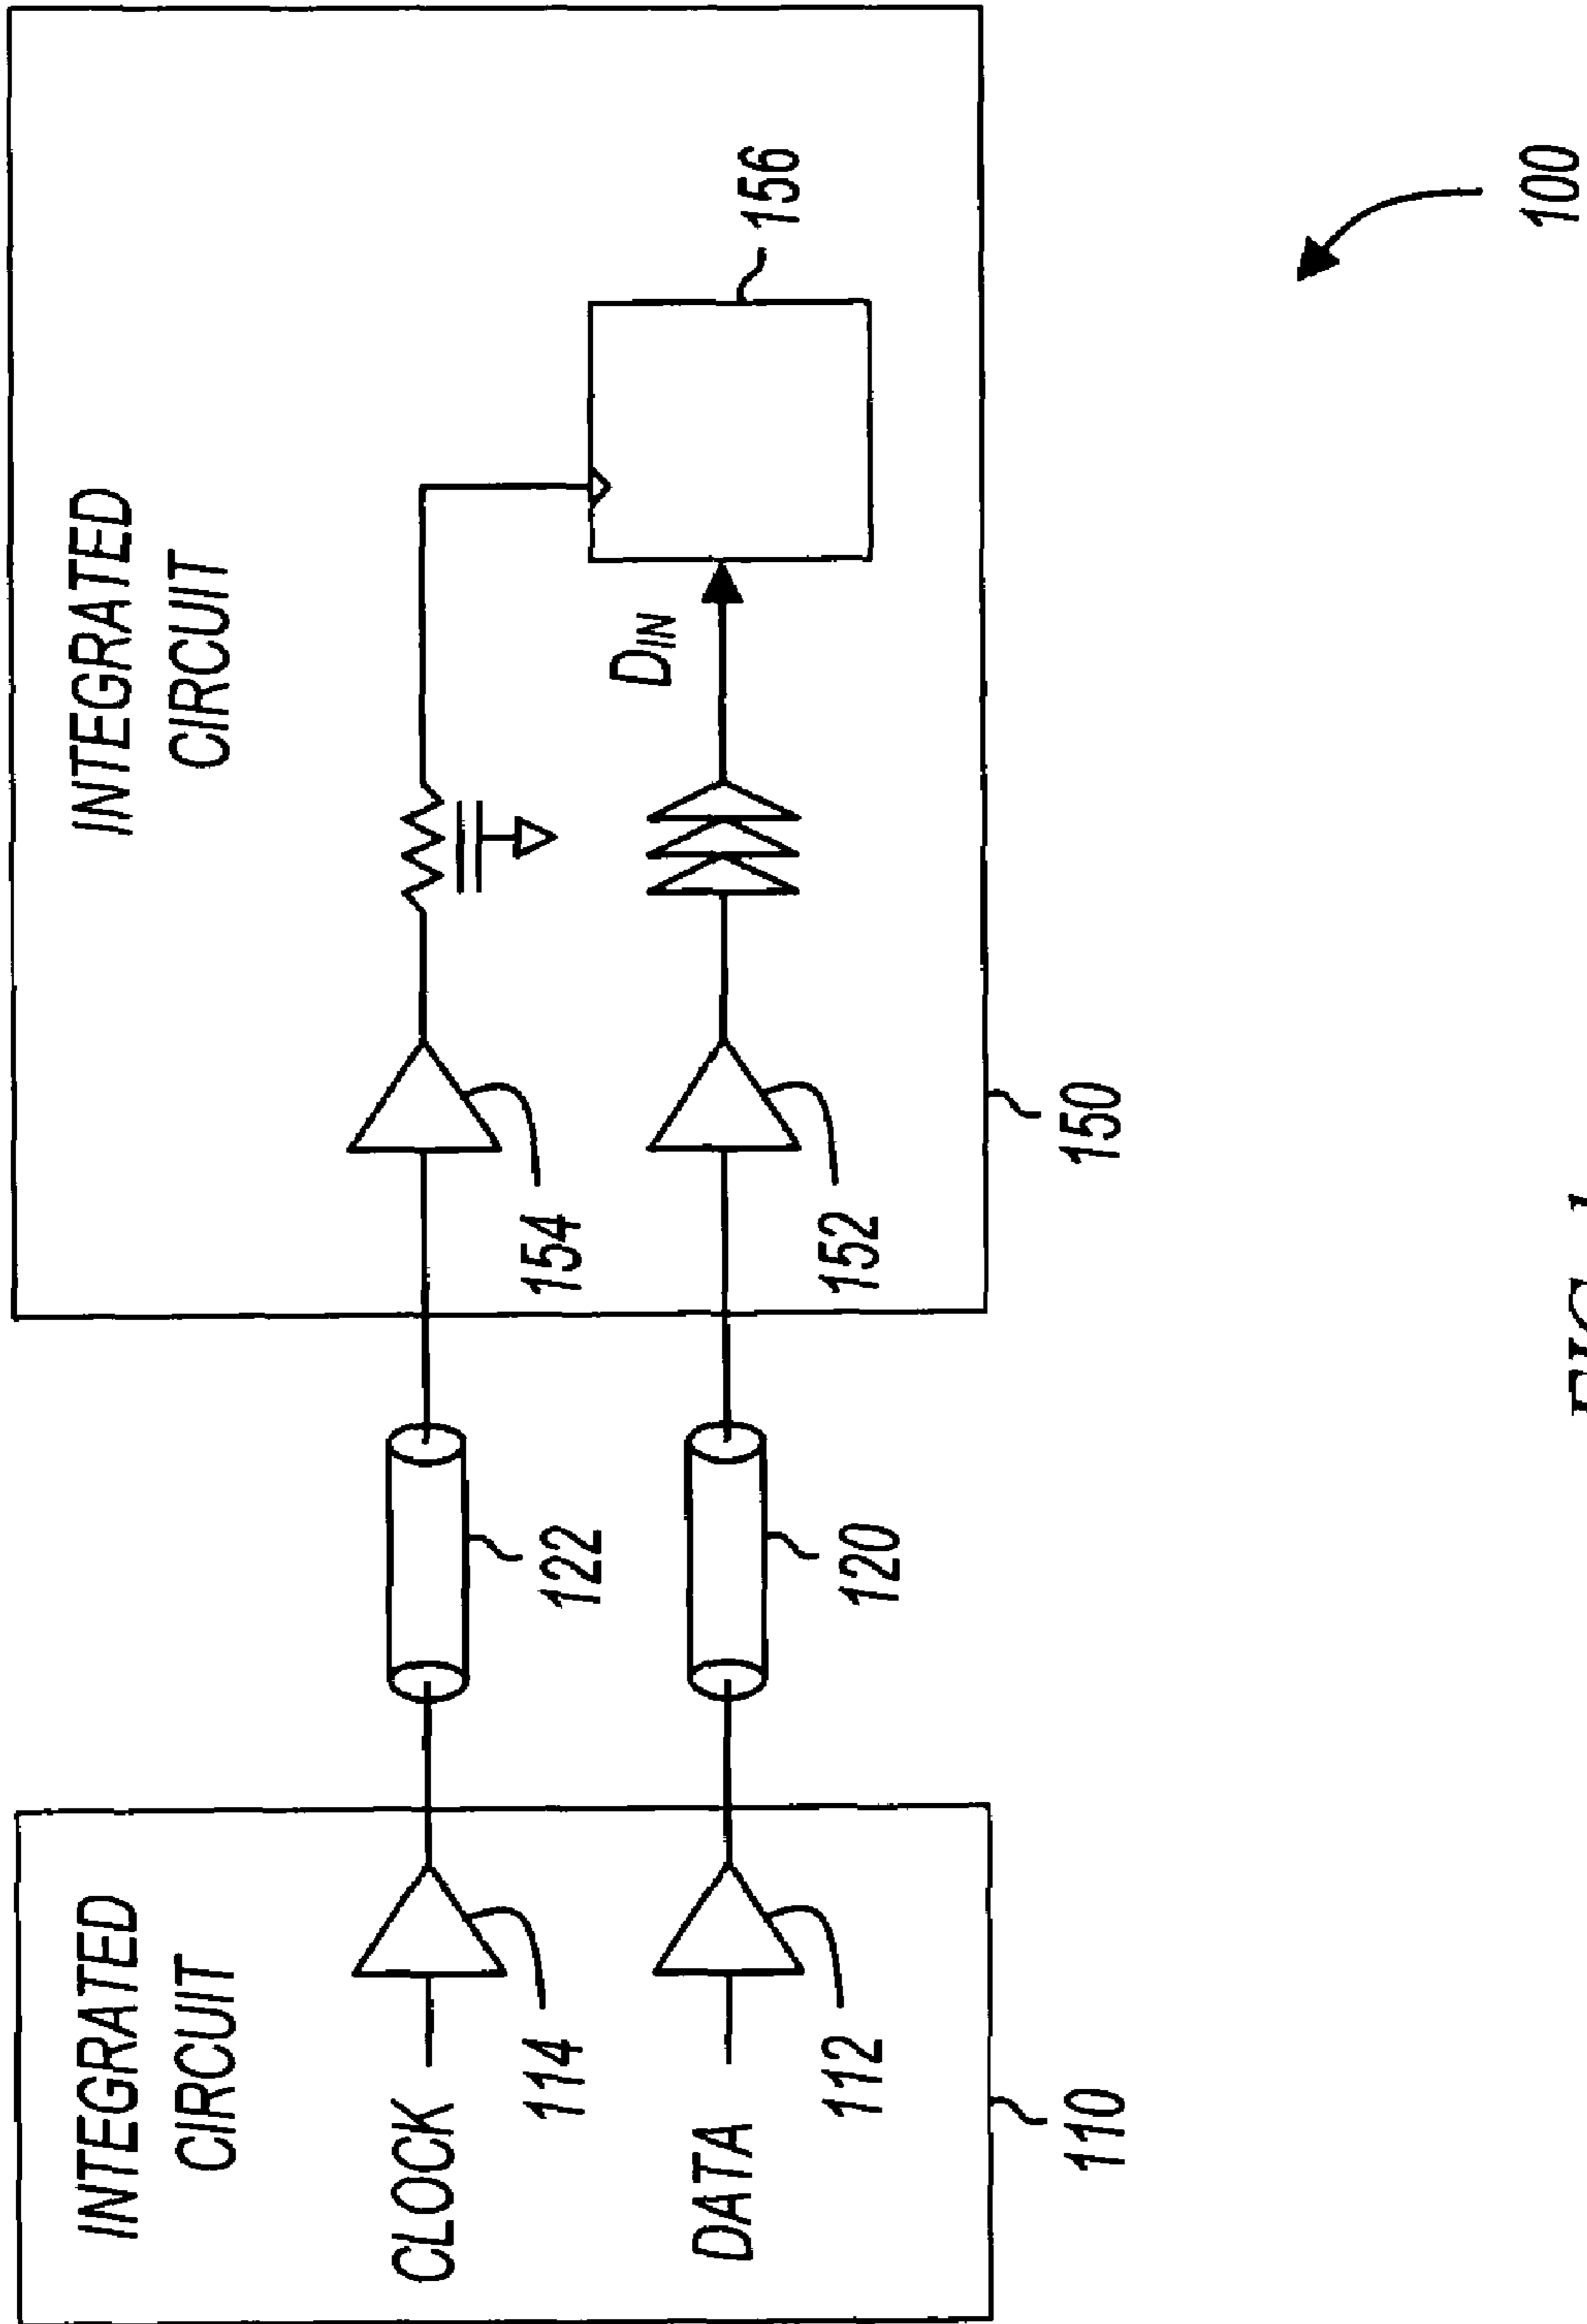 INTEGRATED
CIRCUIT
CLOCK
114
DATA
112
110
122
120
INTEGRATED
CIRCUIT
154
152
DIN
156
150
100